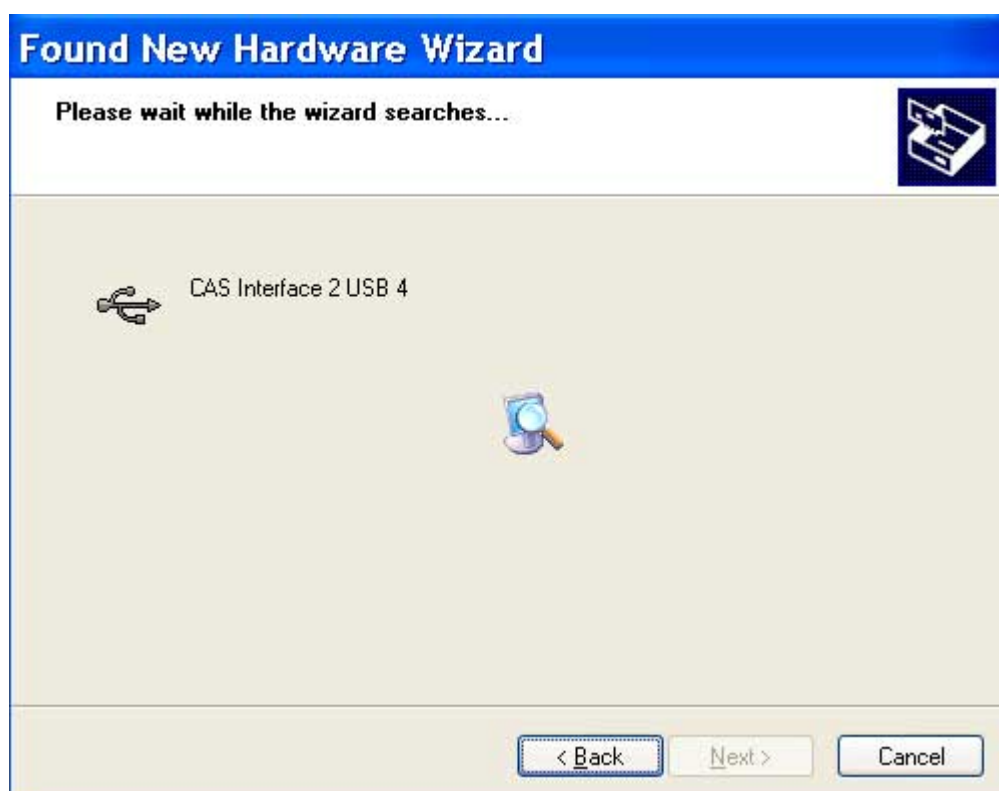 Found New Hardware Wizard
Please wait while the wizard searches...
CAS Interface 2 USB 4
< Back
Next >
Cancel